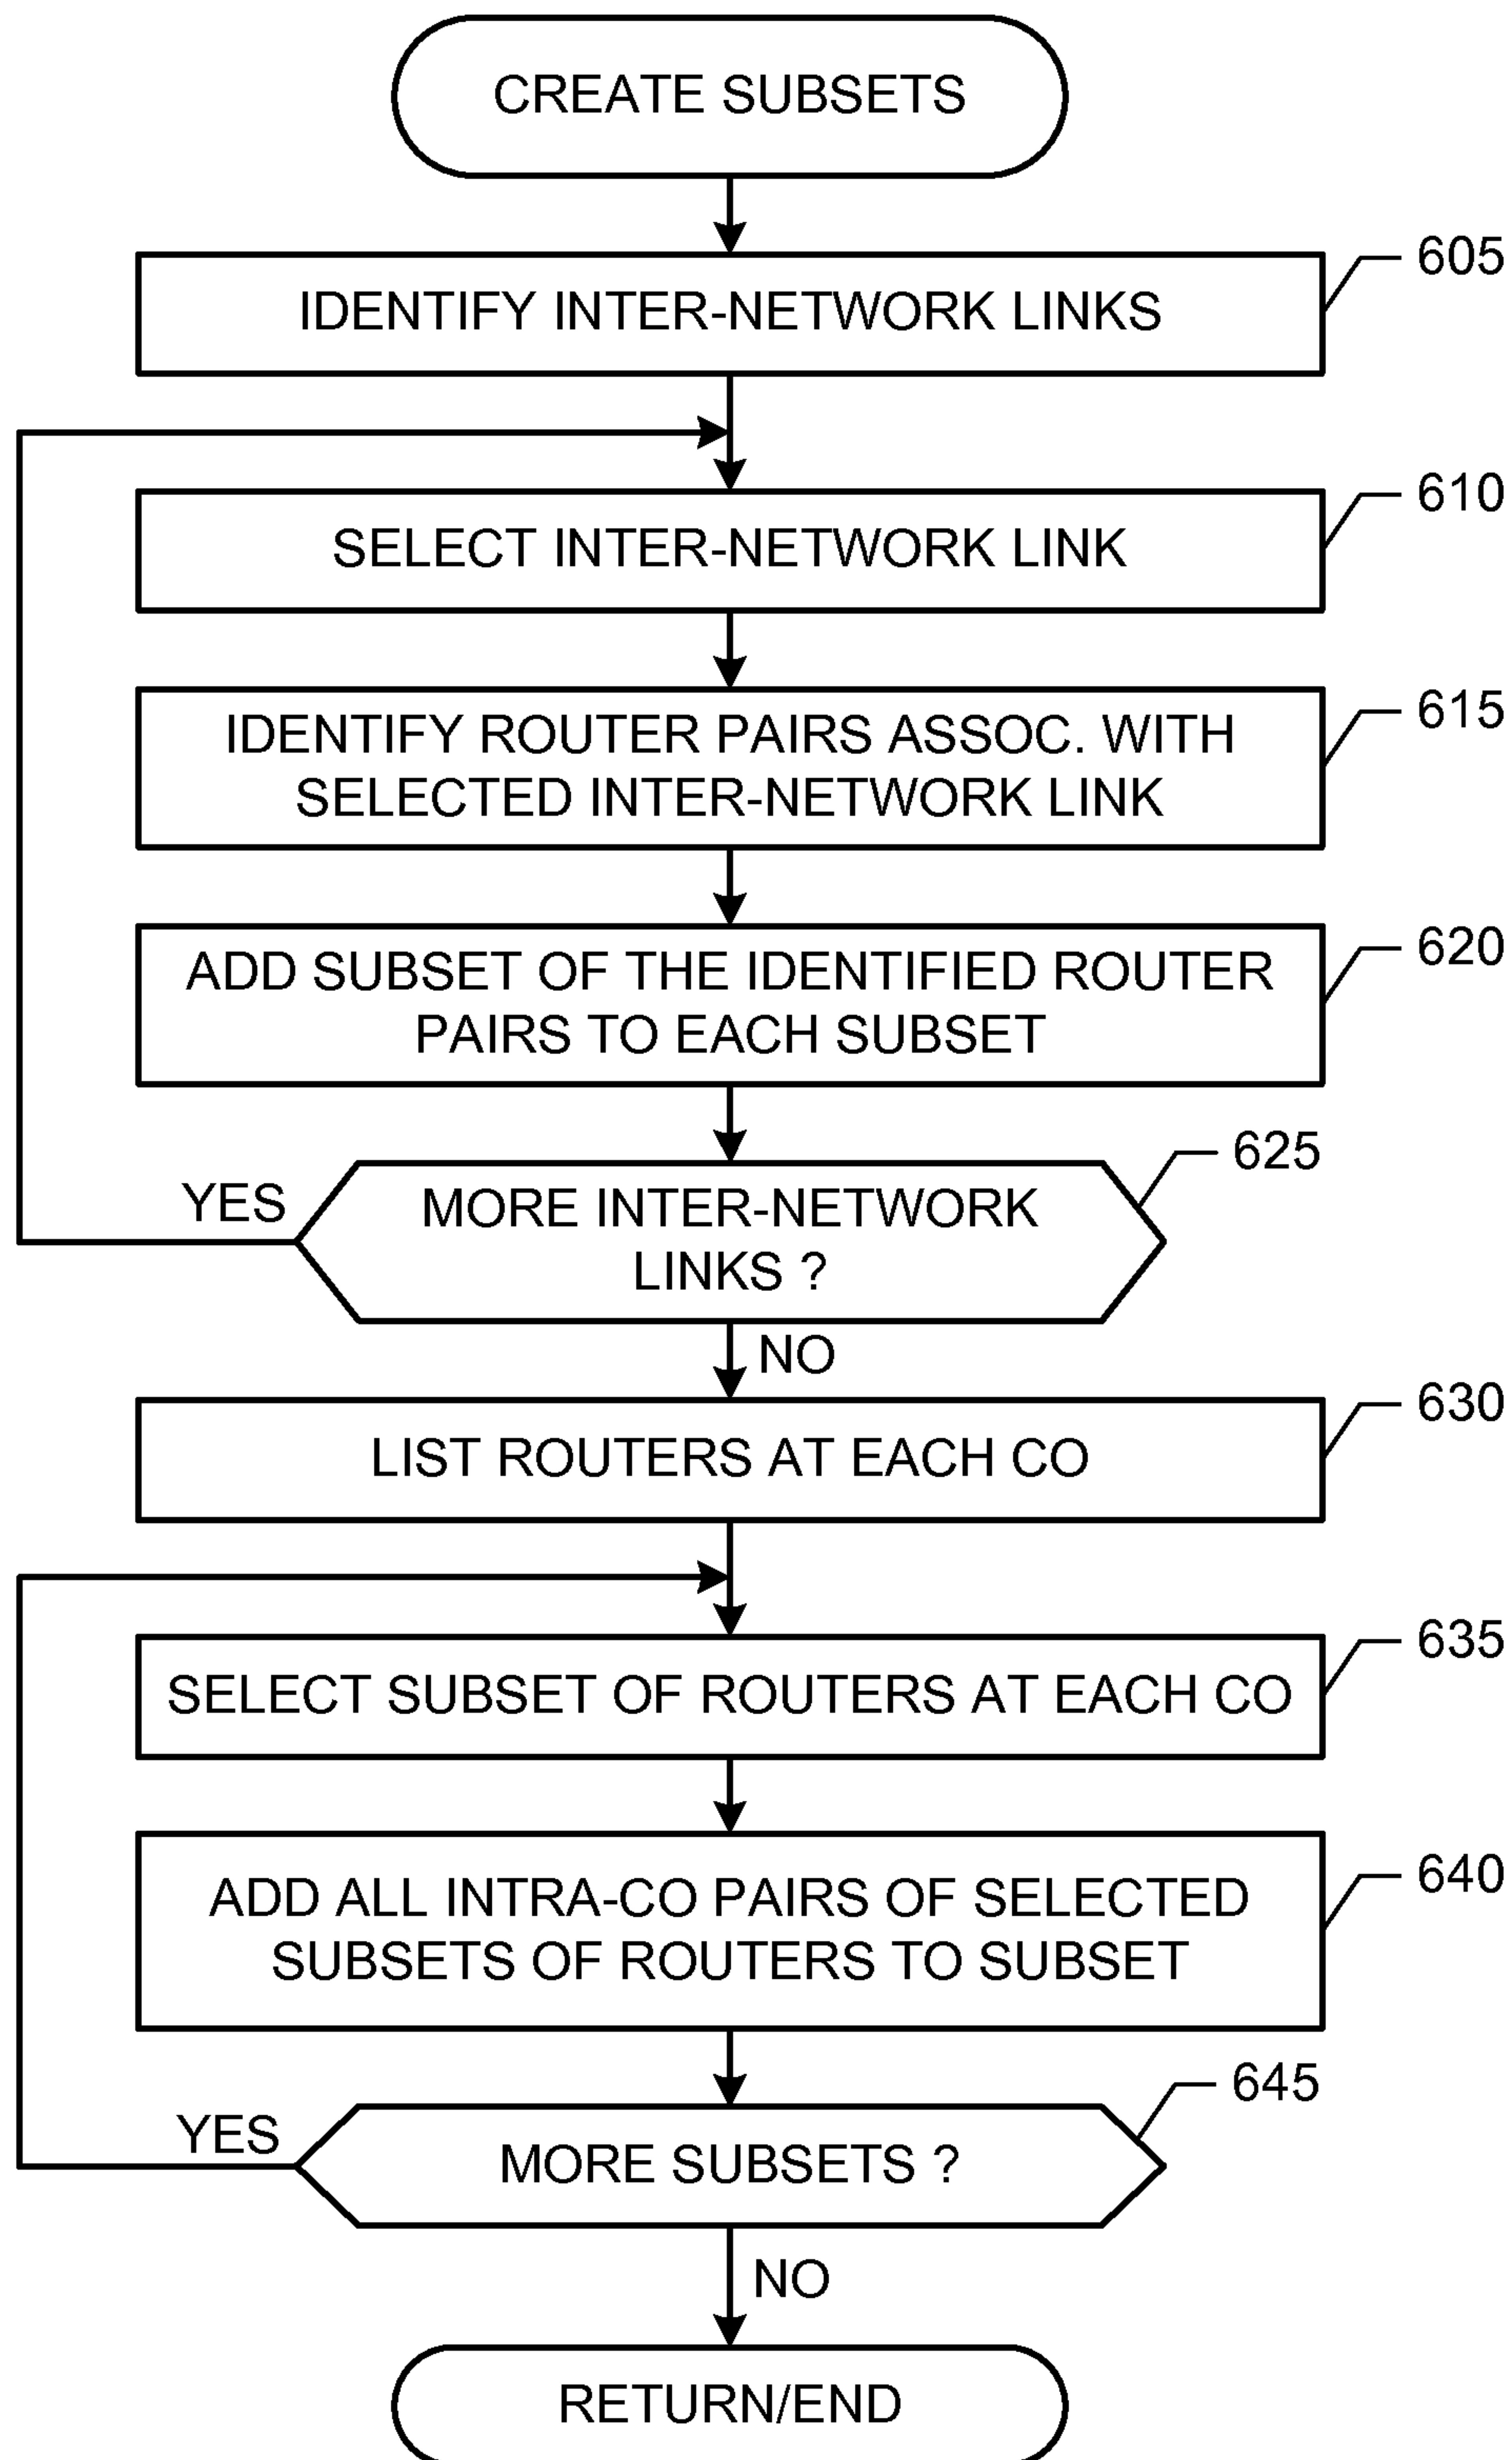 CREATE SUBSETS
605
IDENTIFY INTER-NETWORK LINKS
610
SELECT INTER-NETWORK LINK
615
IDENTIFY ROUTER PAIRS ASSOC. WITH
SELECTED INTER-NETWORK LINK
620
ADD SUBSET OF THE IDENTIFIED ROUTER
PAIRS TO EACH SUBSET
625
YES
MORE INTER-NETWORK
LINKS ?
NO
630
LIST ROUTERS AT EACH CO
635
SELECT SUBSET OF ROUTERS AT EACH CO
640
ADD ALL INTRA-CO PAIRS OF SELECTED
SUBSETS OF ROUTERS TO SUBSET
645
YES
MORE SUBSETS ?
NO
RETURN/END